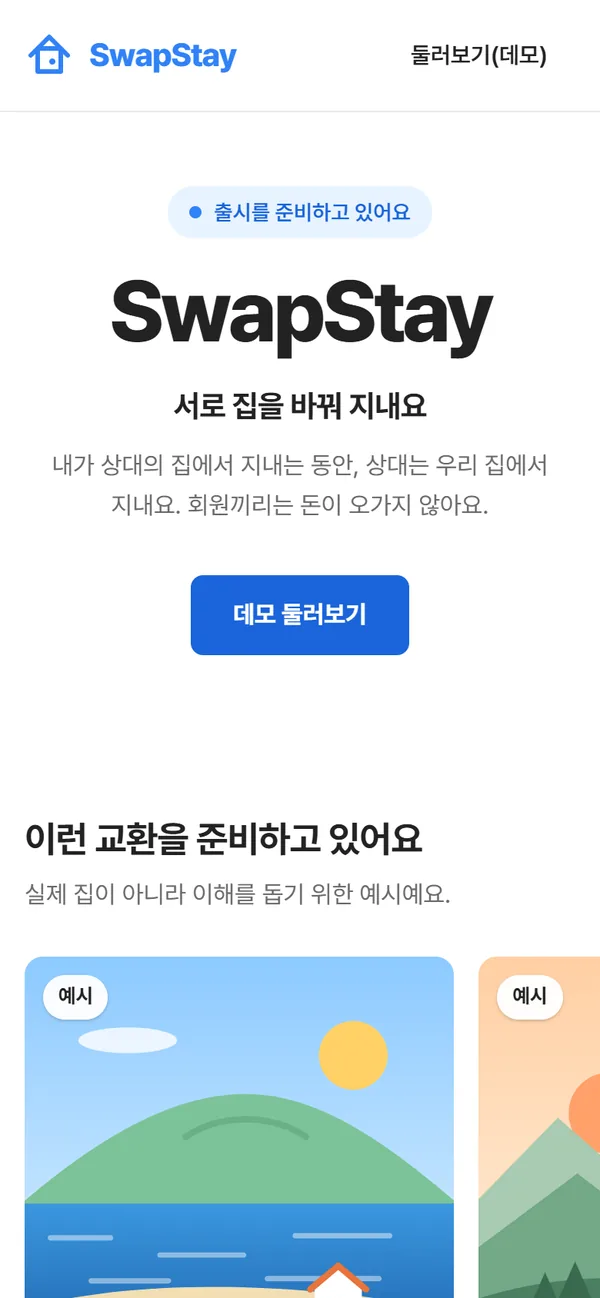 SwapStay
둘러보기(데모)
출시를 준비하고 있어요
SwapStay
서로 집을 바꿔 지내요
내가 상대의 집에서 지내는 동안, 상대는 우리 집에서
지내요. 회원끼리는 돈이 오가지 않아요.
데모 둘러보기
이런 교환을 준비하고 있어요
실제 집이 아니라 이해를 돕기 위한 예시예요.
예시
예시